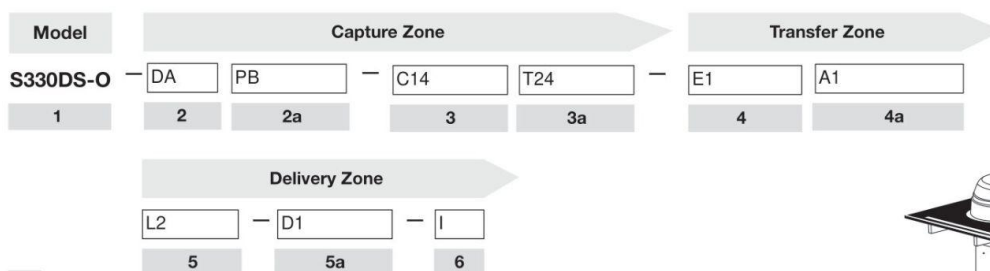 Model Capture Zone Transfer Zone
S330DS-O – DA PB – C14 T24 – E1 A1
1 2 2a 3 3a 4 4a
Delivery Zone
L2 – D1 – I
5 5a 6